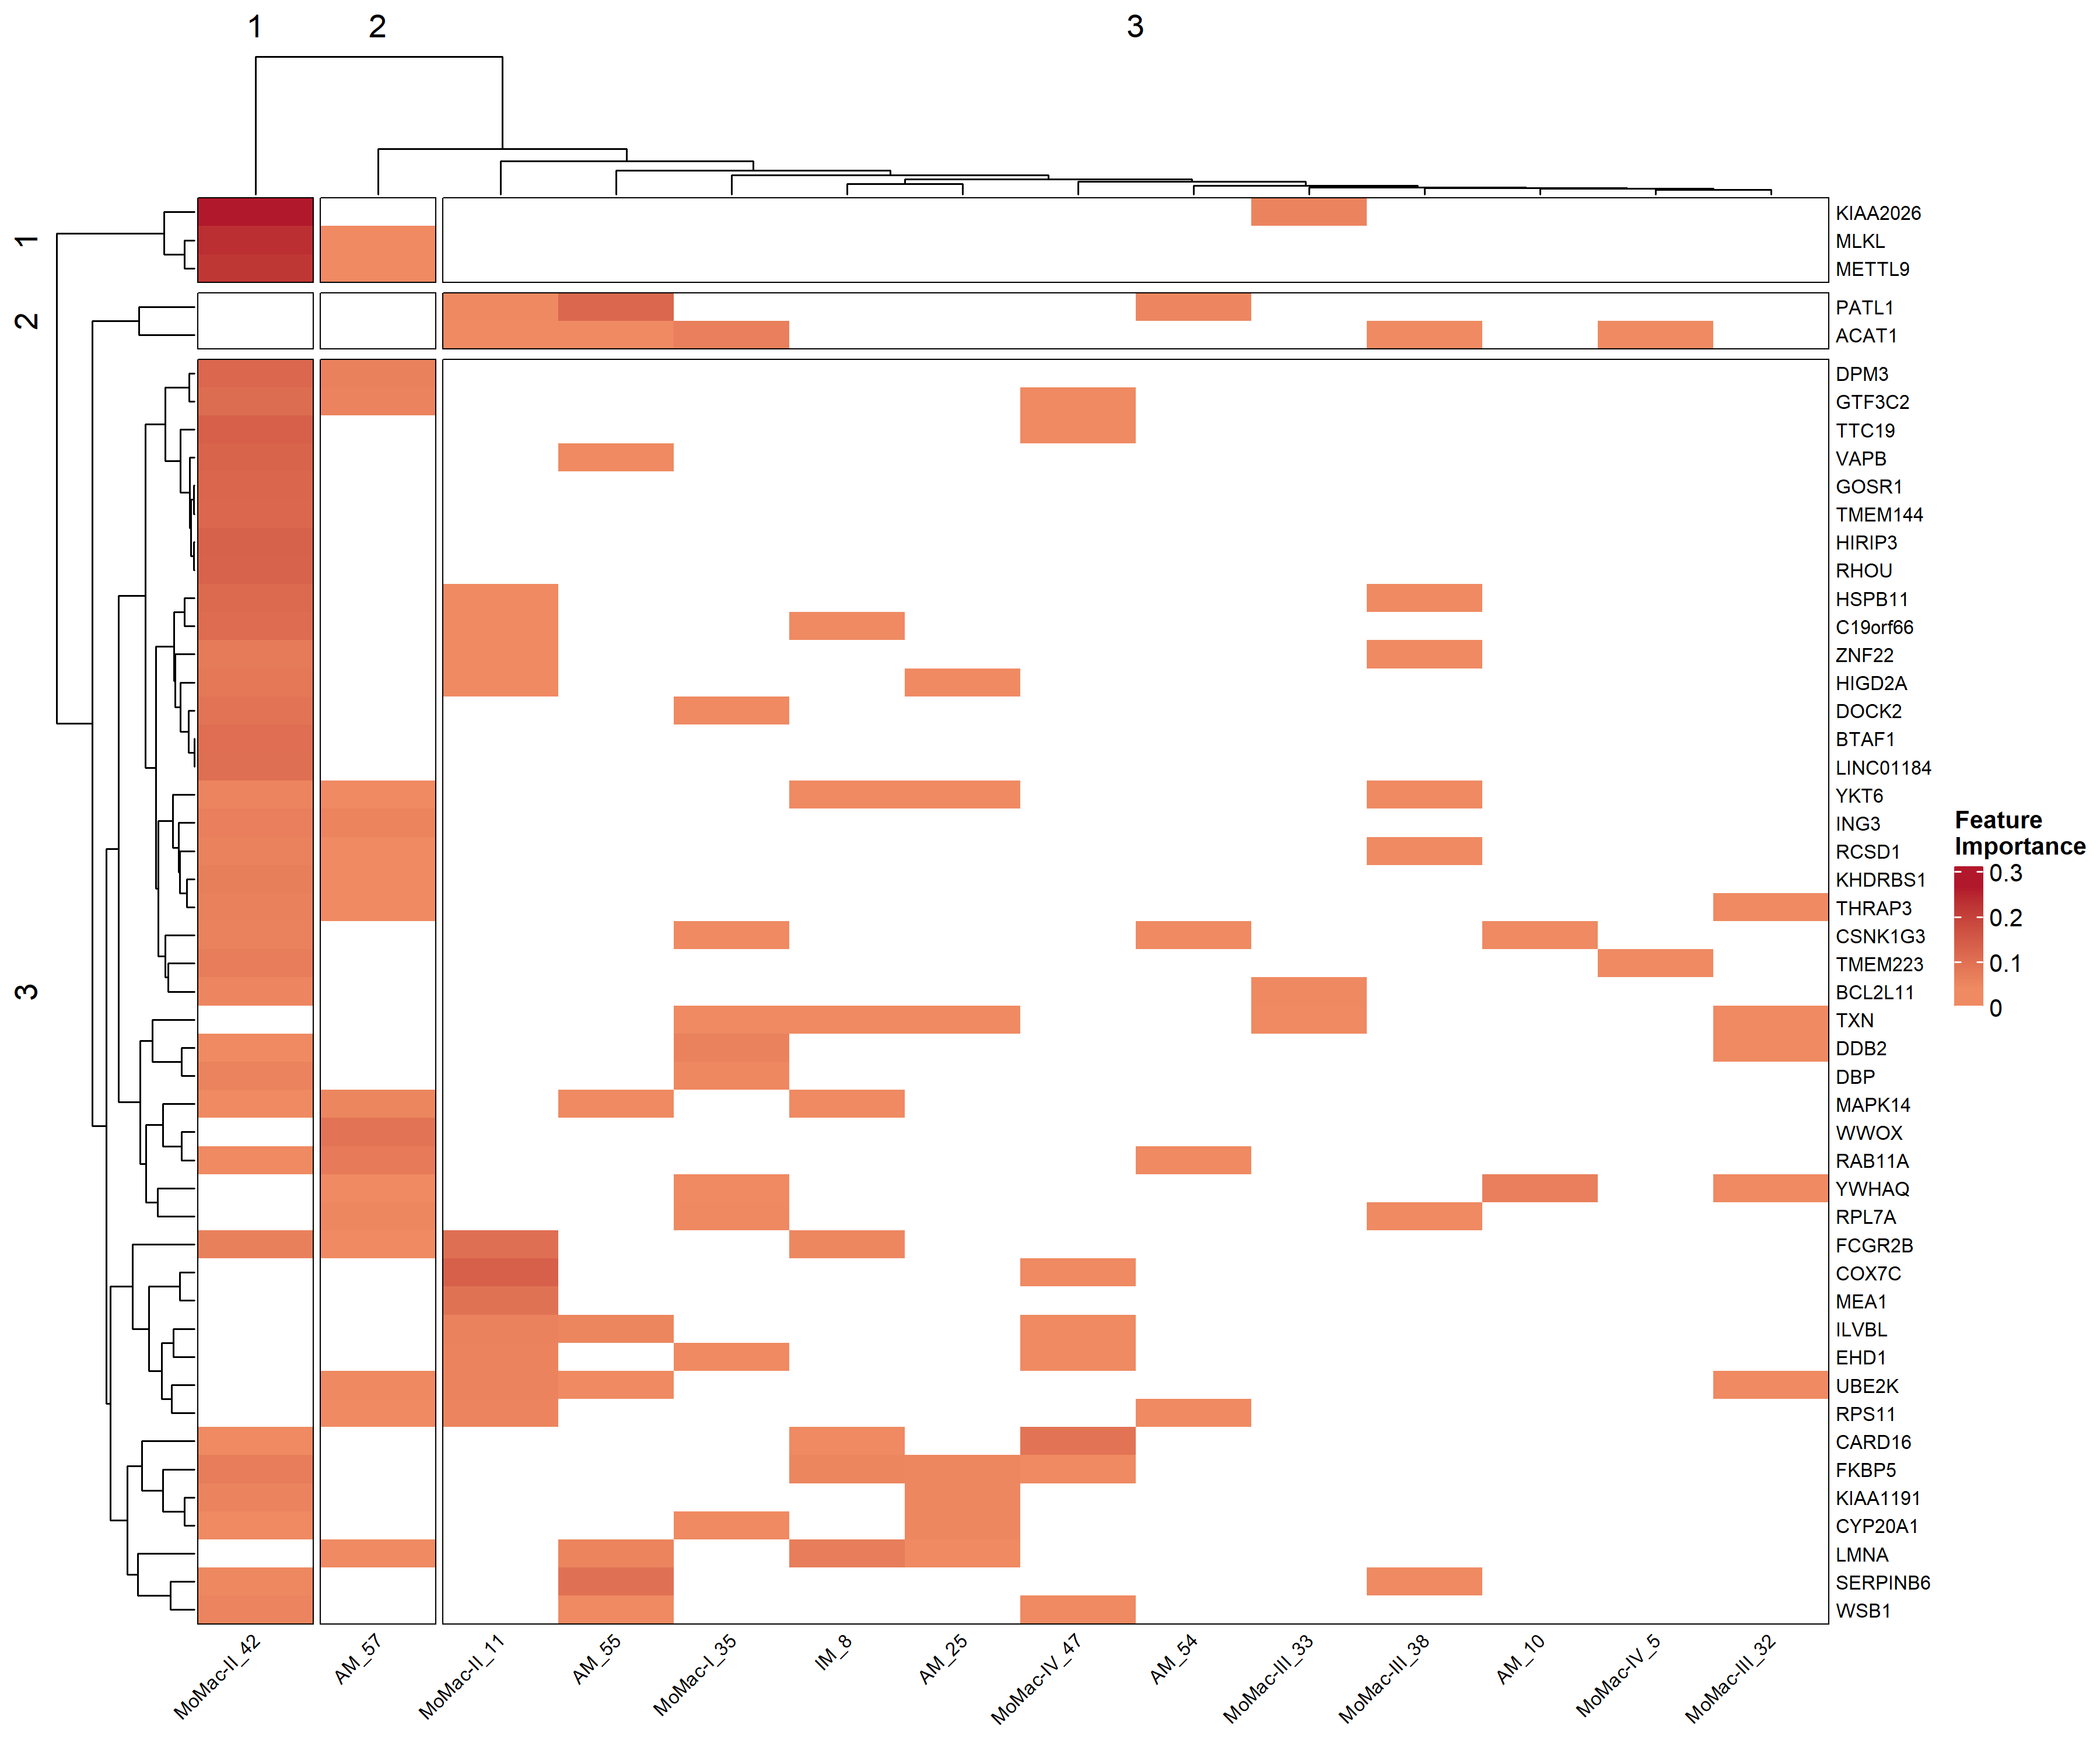 1 2 3
1
2
3
KIAA2026
MLKL
METTL9
PATL1
ACAT1
DPM3
GTF3C2
TTC19
VAPB
GOSR1
TMEM144
HIRIP3
RHOU
HSPB11
C19orf66
ZNF22
HIGD2A
DOCK2
BTAF1
LINC01184
YKT6
ING3
RCSD1
KHDRBS1
THRAP3
CSNK1G3
TMEM223
BCL2L11
TXN
DDB2
DBP
MAPK14
WWOX
RAB11A
YWHAQ
RPL7A
FCGR2B
COX7C
MEA1
ILVBL
EHD1
UBE2K
RPS11
CARD16
FKBP5
KIAA1191
CYP20A1
LMNA
SERPINB6
WSB1
Feature
Importance
0.3
0.2
0.1
0
MoMac-II_42
AM_57
MoMac-II_11
AM_55
MoMac-I_35
IM_8
AM_25
MoMac-IV_47
AM_54
MoMac-III_33
MoMac-III_38
AM_10
MoMac-IV_5
MoMac-III_32